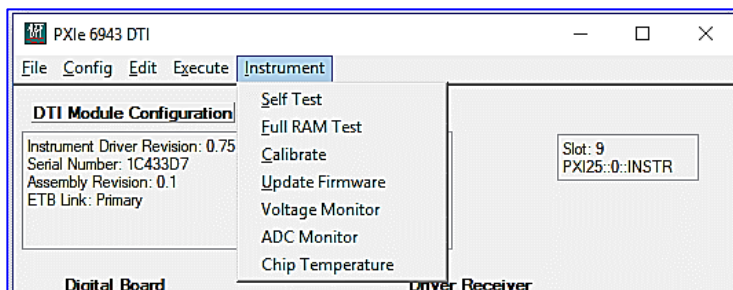 PXIe 6943 DTI
File Config Edit Execute Instrument
Self Test
Full RAM Test
Calibrate
Update Firmware
Voltage Monitor
ADC Monitor
Chip Temperature
DTI Module Configuration
Instrument Driver Revision: 0.75
Serial Number: 1C433D7
Assembly Revision: 0.1
ETB Link: Primary
Slot: 9
PXI25::0::INSTR
Digital Board
Driver Receiver